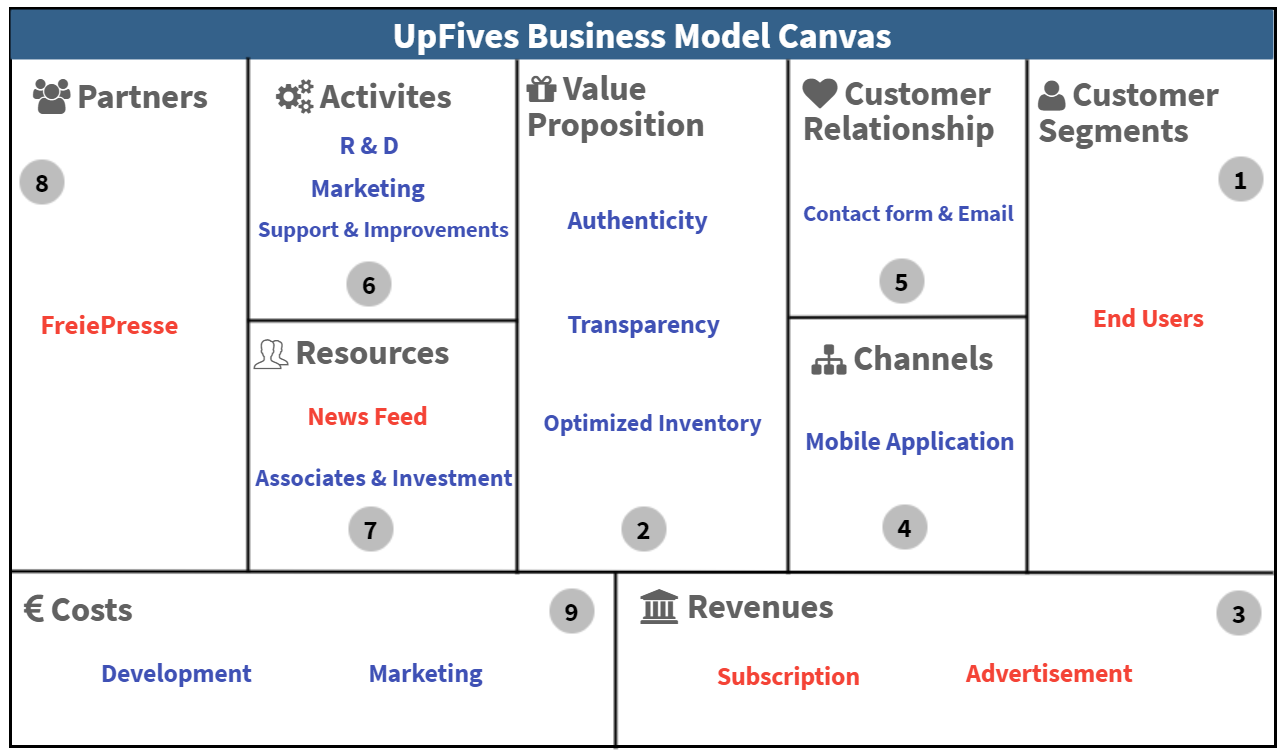 UpFives Business Model Canvas
Partners
8
FreiePresse
Activites
R & D
Marketing
Support & Improvements
6
Resources
News Feed
Associates & Investment
7
Value
Proposition
Authenticity
Transparency
Optimized Inventory
2
Customer
Relationship
Contact form & Email
5
Channels
Mobile Application
4
Customer
Segments
1
End Users
€ Costs
9
Development
Marketing
Revenues
3
Subscription
Advertisement